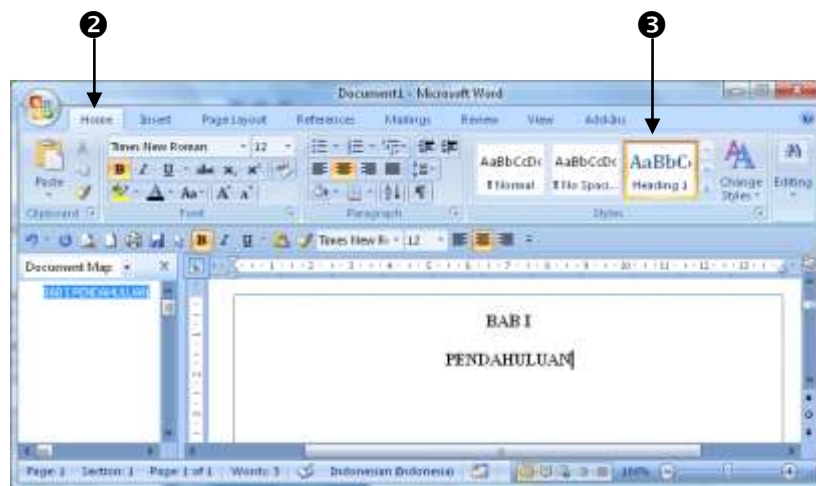 ❷ ❸
Document1 - Microsoft Word
Home Insert Page Layout References Mailings Review View Add-Ins
Times New Roman 12
AaBbCcDc AaBbCcDc AaBbC
Paste
¶ Normal ¶ No Spaci... Heading 1 Change Styles Editing
Clipboard Font Paragraph Styles
Times New R 12
Document Map
BAB I PENDAHULUAN
BAB I
PENDAHULUAN
Page: 1 Section: 1 Page 1 of 1 Words: 3 Indonesian (Indonesia) 100%